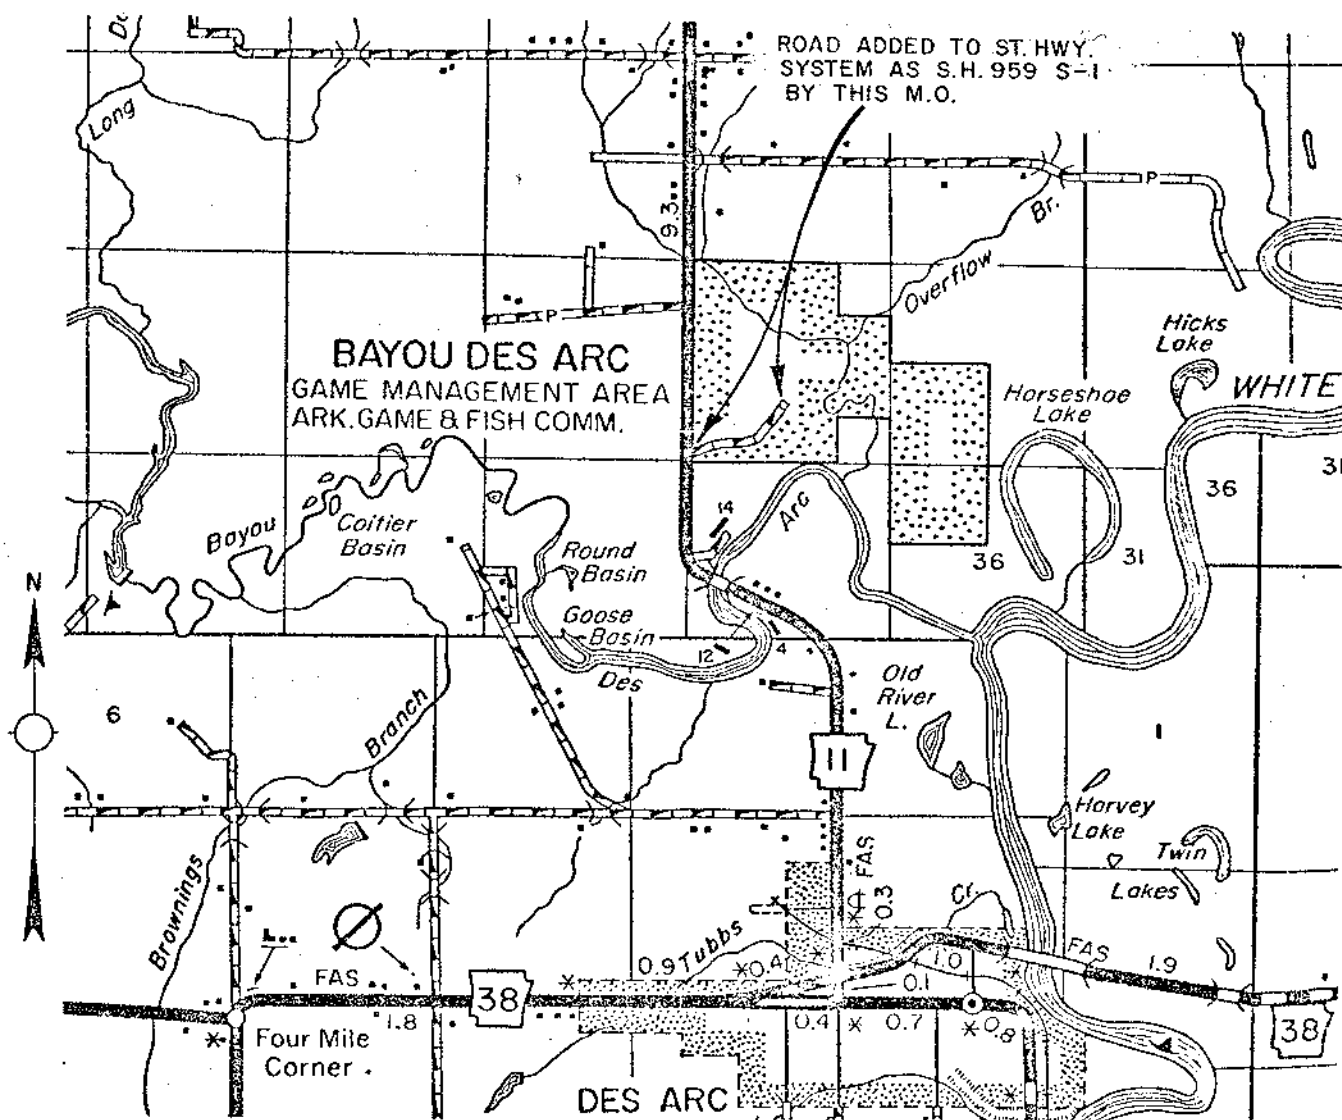 De
ROAD ADDED TO ST. HWY.
SYSTEM AS S.H. 959 S-1
BY THIS M.O.
Long
P
9.3
Br.
Overflow
P
Hicks
Lake
BAYOU DES ARC
GAME MANAGEMENT AREA
ARK. GAME & FISH COMM.
Horseshoe
Lake
WHITE
31
36
Bayou
Coitier
Basin
14
Arc
Round
Basin
36
31
N
Goose
Basin
12
4
Des
Old
River
L.
6
Branch
11
1
Harvey
Lake
Twin
Lakes
FAS
Brownings
0.3
Cr.
Tubbs
FAS
0.9
0.4
1.0
1.9
FAS
38
0.1
1.8
0.4
0.7
0.8
38
Four Mile
Corner
DES ARC